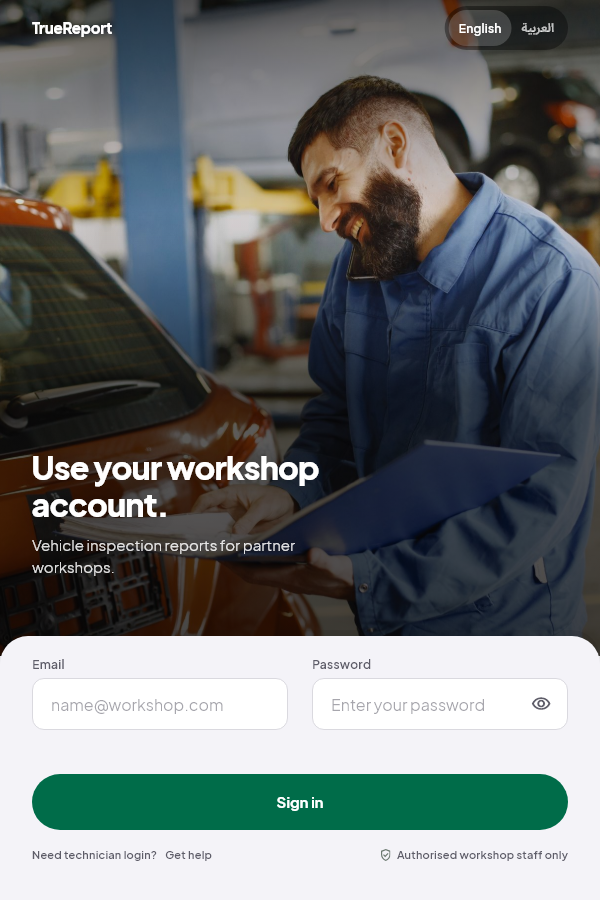 TrueReport
English
العربية
Use your workshop
account.
Vehicle inspection reports for partner
workshops.
Email
Password
name@workshop.com
Enter your password
Sign in
Need technician login? Get help
Authorised workshop staff only